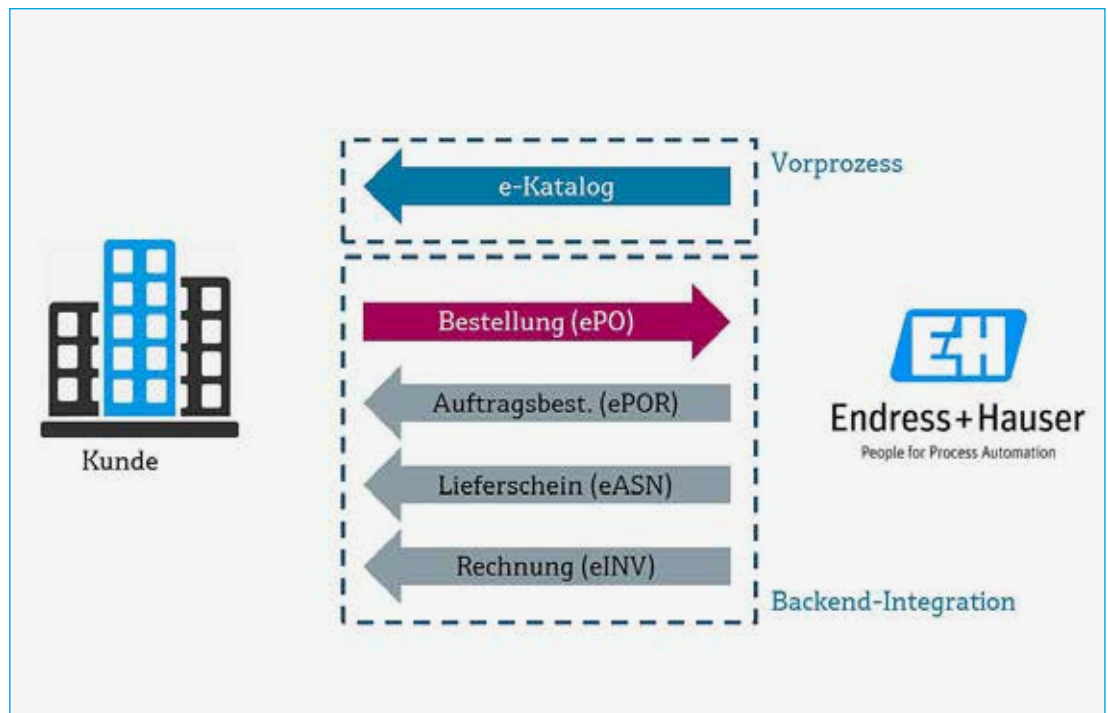 Vorprozess
e-Katalog
Bestellung (ePO)
Auftragsbest. (ePOR)
Lieferschein (eASN)
Rechnung (eINV)
Backend-Integration
Kunde
EH
Endress+Hauser
People for Process Automation